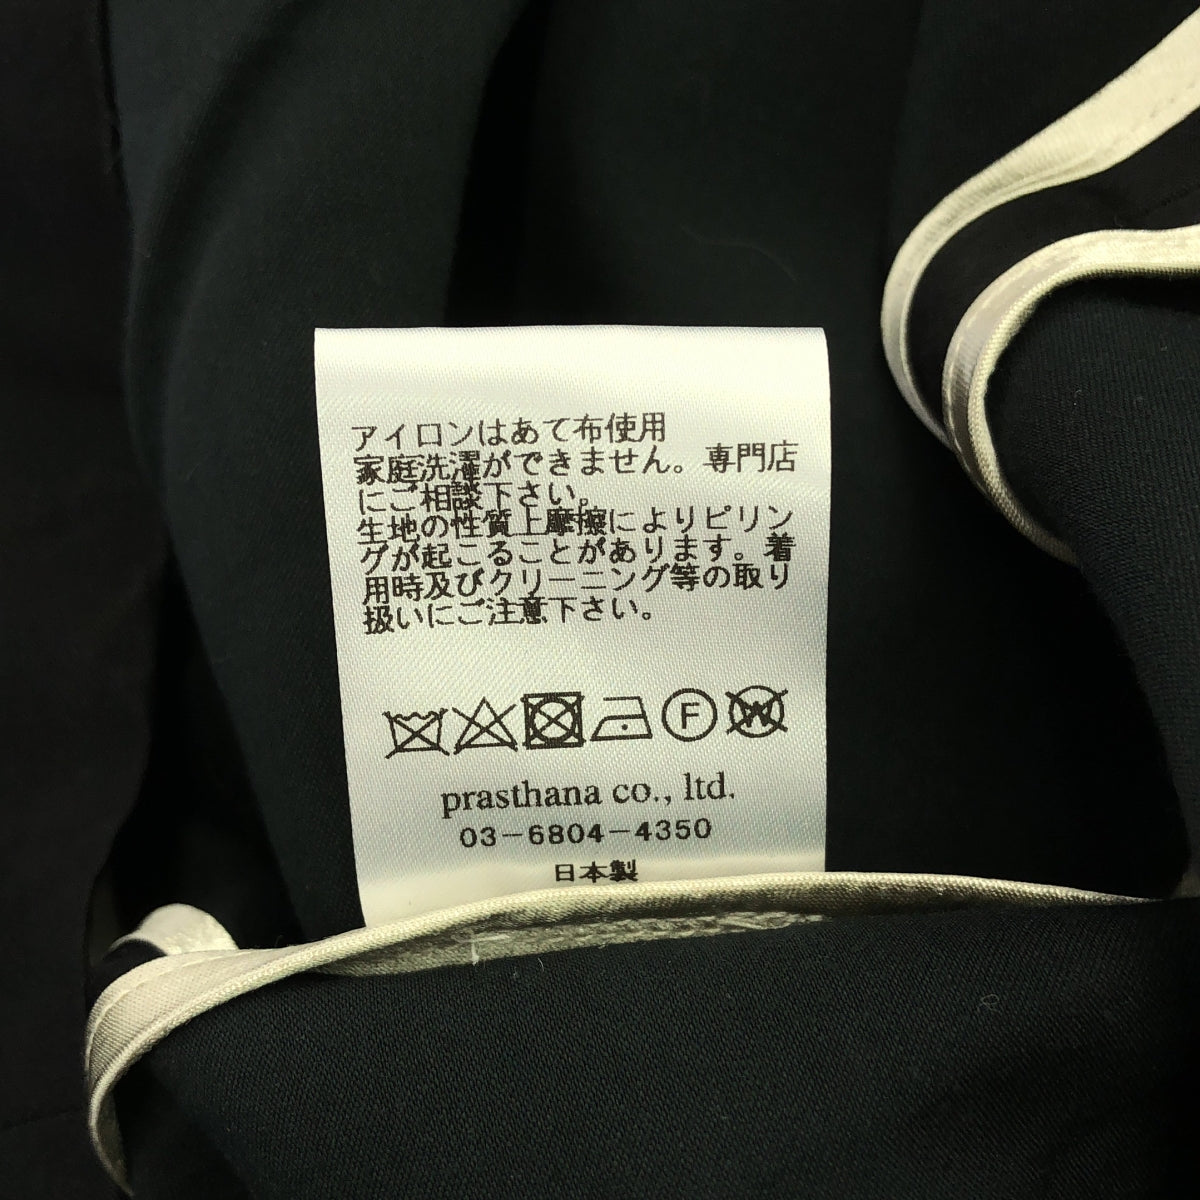 アイロンはあて布使用
家庭洗濯ができません。専門店
にご相談下さい。
生地の性質上摩擦によりピリン
グが起こることがあります。着
用時及びクリーニング等の取り
扱いにご注意下さい。
F W
prasthana co., ltd.
03-6804-4350
日本製